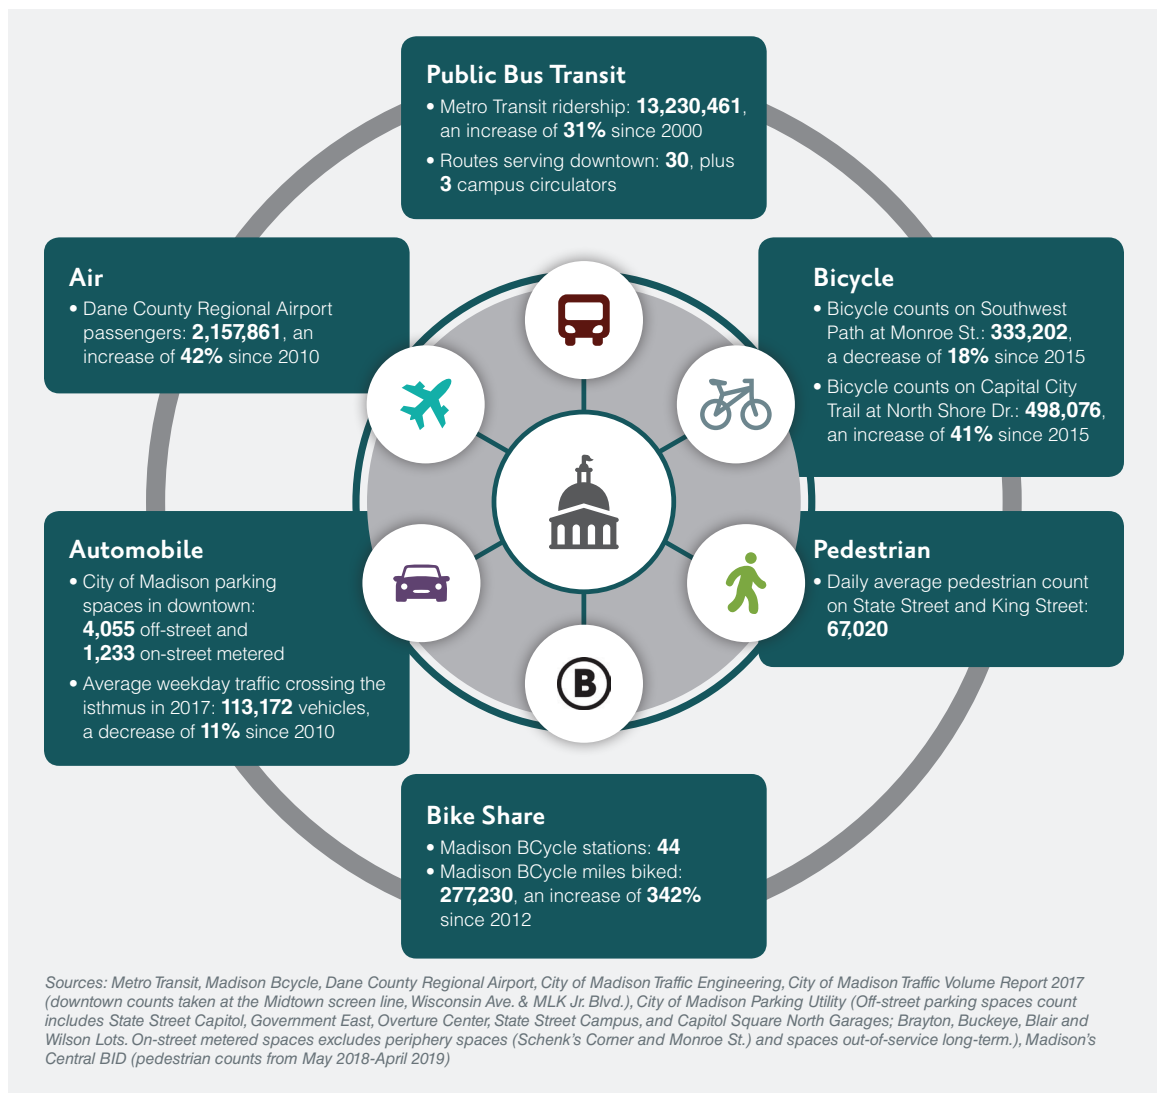 Public Bus Transit
• Metro Transit ridership: 13,230,461,
an increase of 31% since 2000
• Routes serving downtown: 30, plus
3 campus circulators
Air
• Dane County Regional Airport
passengers: 2,157,861, an
increase of 42% since 2010
Bicycle
• Bicycle counts on Southwest
Path at Monroe St.: 333,202,
a decrease of 18% since 2015
• Bicycle counts on Capital City
Trail at North Shore Dr.: 498,076,
an increase of 41% since 2015
Automobile
• City of Madison parking
spaces in downtown:
4,055 off-street and
1,233 on-street metered
• Average weekday traffic crossing the
isthmus in 2017: 113,172 vehicles,
a decrease of 11% since 2010
Pedestrian
• Daily average pedestrian count
on State Street and King Street:
67,020
B
Bike Share
• Madison BCycle stations: 44
• Madison BCycle miles biked:
277,230, an increase of 342%
since 2012
Sources: Metro Transit, Madison Bcycle, Dane County Regional Airport, City of Madison Traffic Engineering, City of Madison Traffic Volume Report 2017
(downtown counts taken at the Midtown screen line, Wisconsin Ave. & MLK Jr. Blvd.), City of Madison Parking Utility (Off-street parking spaces count
includes State Street Capitol, Government East, Overture Center, State Street Campus, and Capitol Square North Garages; Brayton, Buckeye, Blair and
Wilson Lots. On-street metered spaces excludes periphery spaces (Schenk's Corner and Monroe St.) and spaces out-of-service long-term.), Madison's
Central BID (pedestrian counts from May 2018-April 2019)